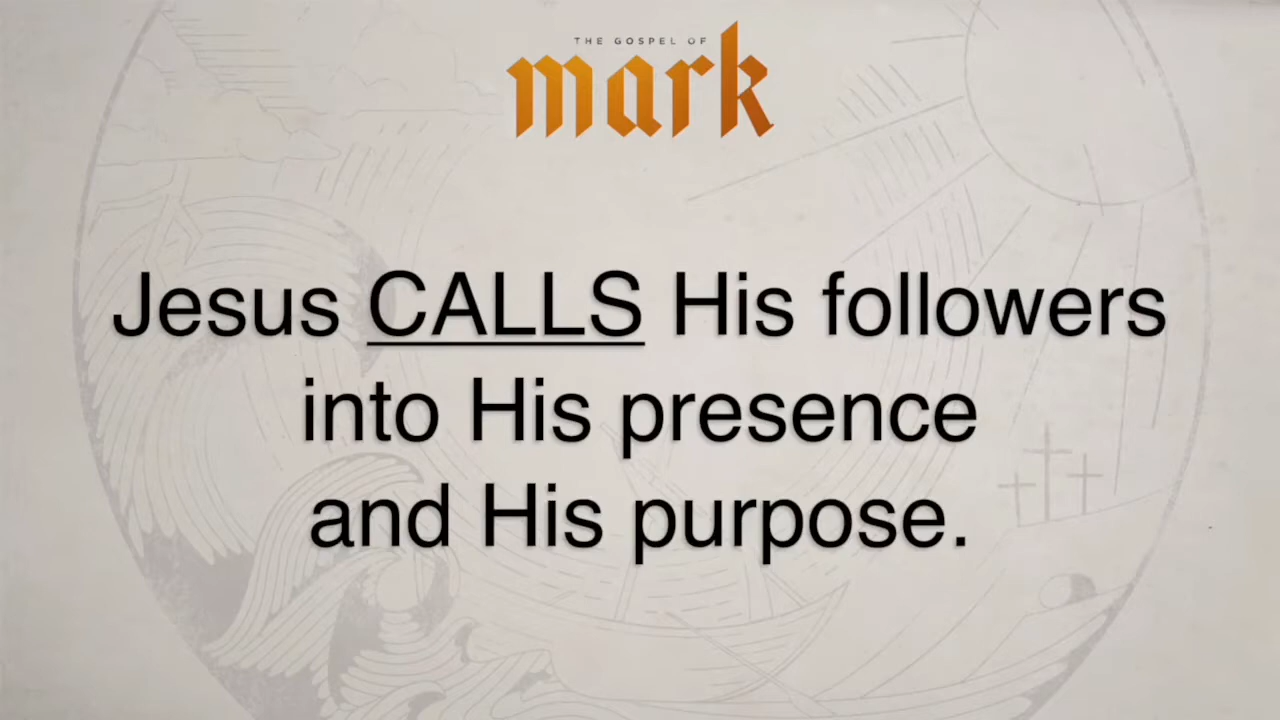 THE GOSPEL OF
mark
Jesus CALLS His followers
into His presence
and His purpose.